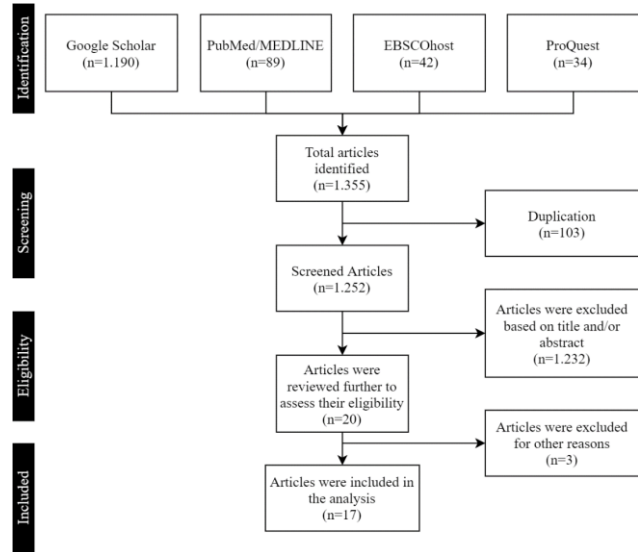 Identification
Google Scholar
(n=1.190)
PubMed/MEDLINE
(n=89)
EBSCOhost
(n=42)
ProQuest
(n=34)
Total articles
identified
(n=1.355)
Screening
Duplication
(n=103)
Screened Articles
(n=1.252)
Articles were excluded
based on title and/or
abstract
(n=1.232)
Eligibility
Articles were
reviewed further to
assess their eligibility
(n=20)
Articles were excluded
for other reasons
(n=3)
Included
Articles were included in
the analysis
(n=17)